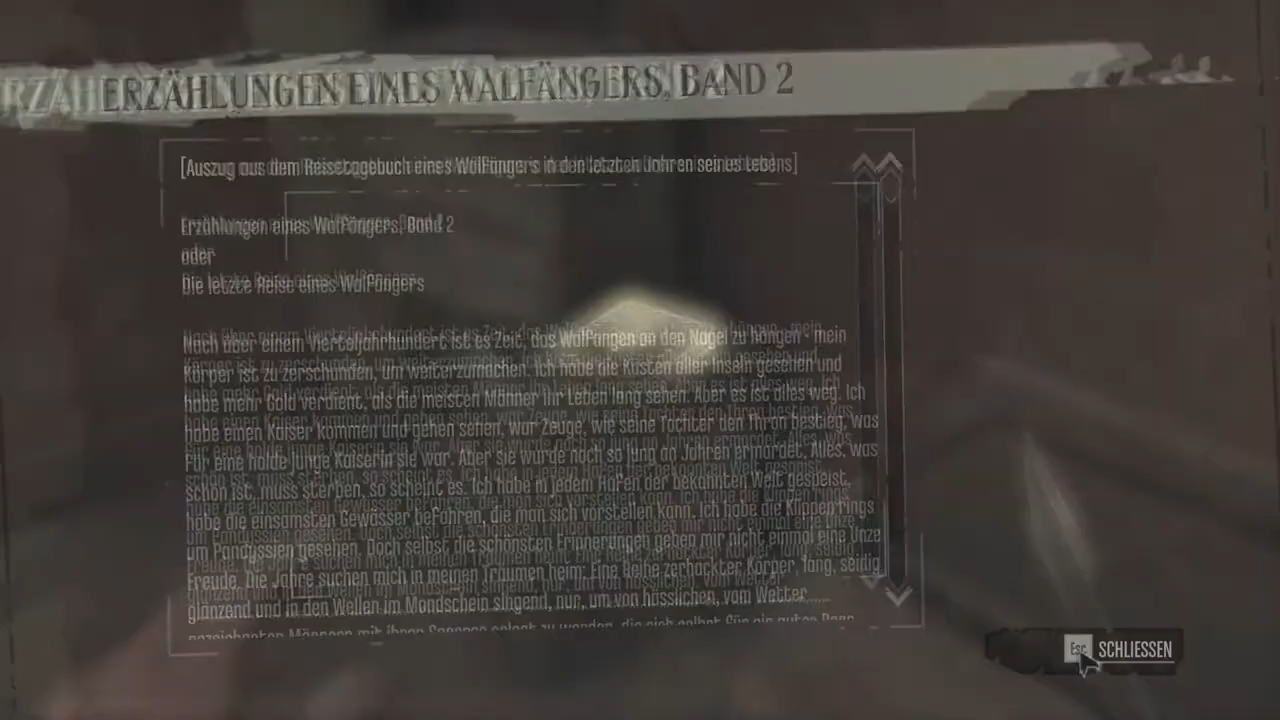 ERZÄHLUNGEN EINES WALFÄNGERS, BAND 2
[Auszug aus dem Reisetagebuch eines Walfängers in den letzten Jahren seines Lebens]
Erzählungen eines Walfängers, Band 2
oder
Die letzte Reise eines Walfängers
Nach über einem Vierteljahrhundert ist es Zeit, das Walfangen an den Nagel zu hängen - mein
Körper ist zu zerschunden, um weiterzumachen. Ich habe die Küsten aller Inseln gesehen und
habe mehr Gold verdient, als die meisten Männer ihr Leben lang sehen. Aber es ist alles weg. Ich
habe einen Kaiser kommen und gehen sehen, war Zeuge, wie seine Tochter den Thron bestieg, was
für eine holde junge Kaiserin sie war. Aber sie wurde noch so jung an Jahren ermordet, Alles, was
schön ist, muss sterben, so scheint es. Ich habe in jedem Hafen der bekannten Welt gespeist,
habe die einsamsten Gewässer befahren, die man sich vorstellen kann. Ich habe die Klippenrings
um Pandyssien gesehen. Doch selbst die schönsten Erinnerungen geben mir nicht einmal eine Unze
Freude. Die Jahre suchen mich in meinen Träumen heim: Eine Reihe zerhackter Körper, lang, seidig
glänzend und in den Wellen im Mondschein singend, nur, um von hässlichen, vom Wetter
Esc SCHLIESSEN